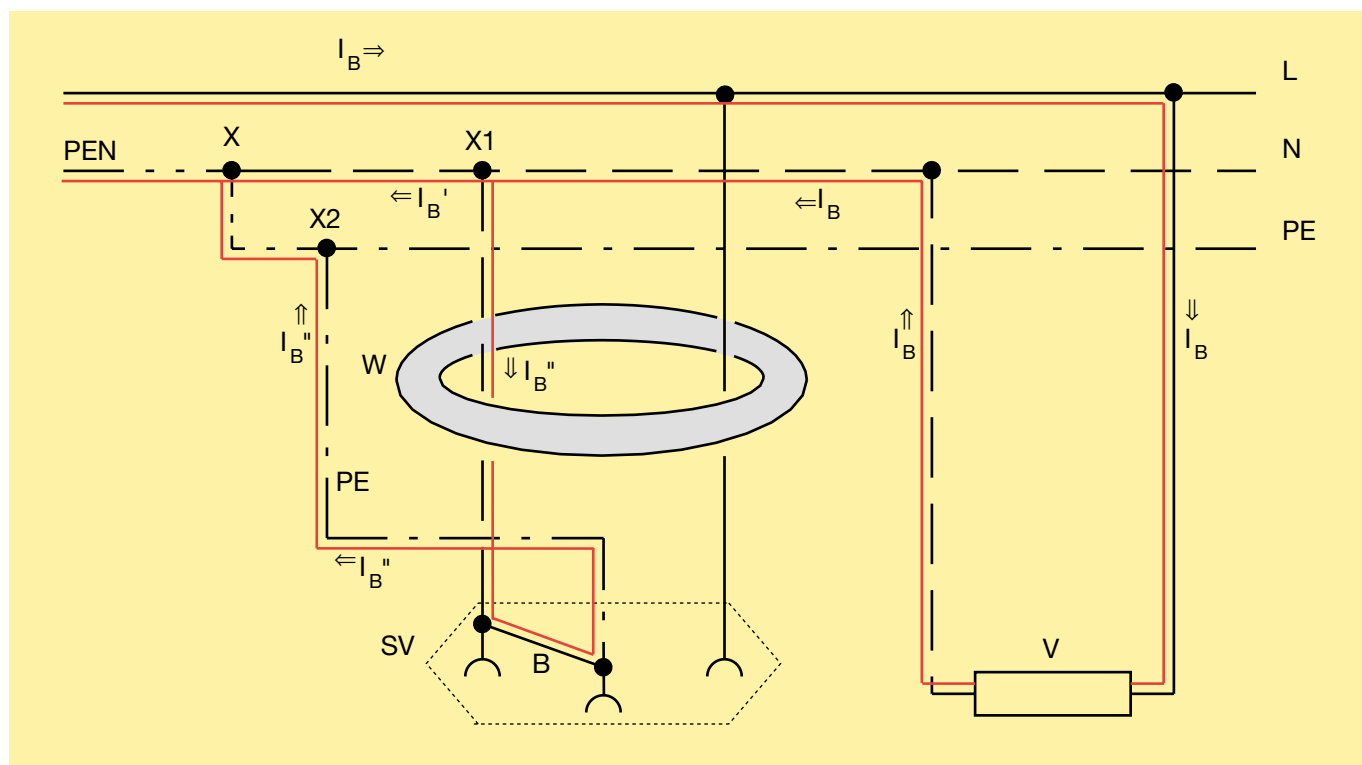 I_B ⇒
L
PEN
X
X1
N
⇐ I_B'
⇐ I_B
X2
PE
⇑
I_B"
W
⇓ I_B"
⇑
I_B
⇓
I_B
PE
⇐ I_B"
SV
B
V